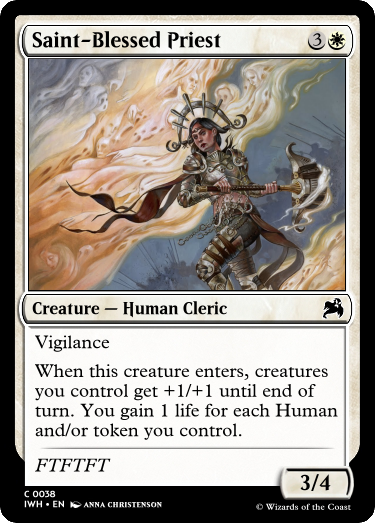 Saint-Blessed Priest 3
Creature — Human Cleric
Vigilance
When this creature enters, creatures
you control get +1/+1 until end of
turn. You gain 1 life for each Human
and/or token you control.
FTFTFT
3/4
C 0038
IWH • EN ANNA CHRISTENSON
© Wizards of the Coast